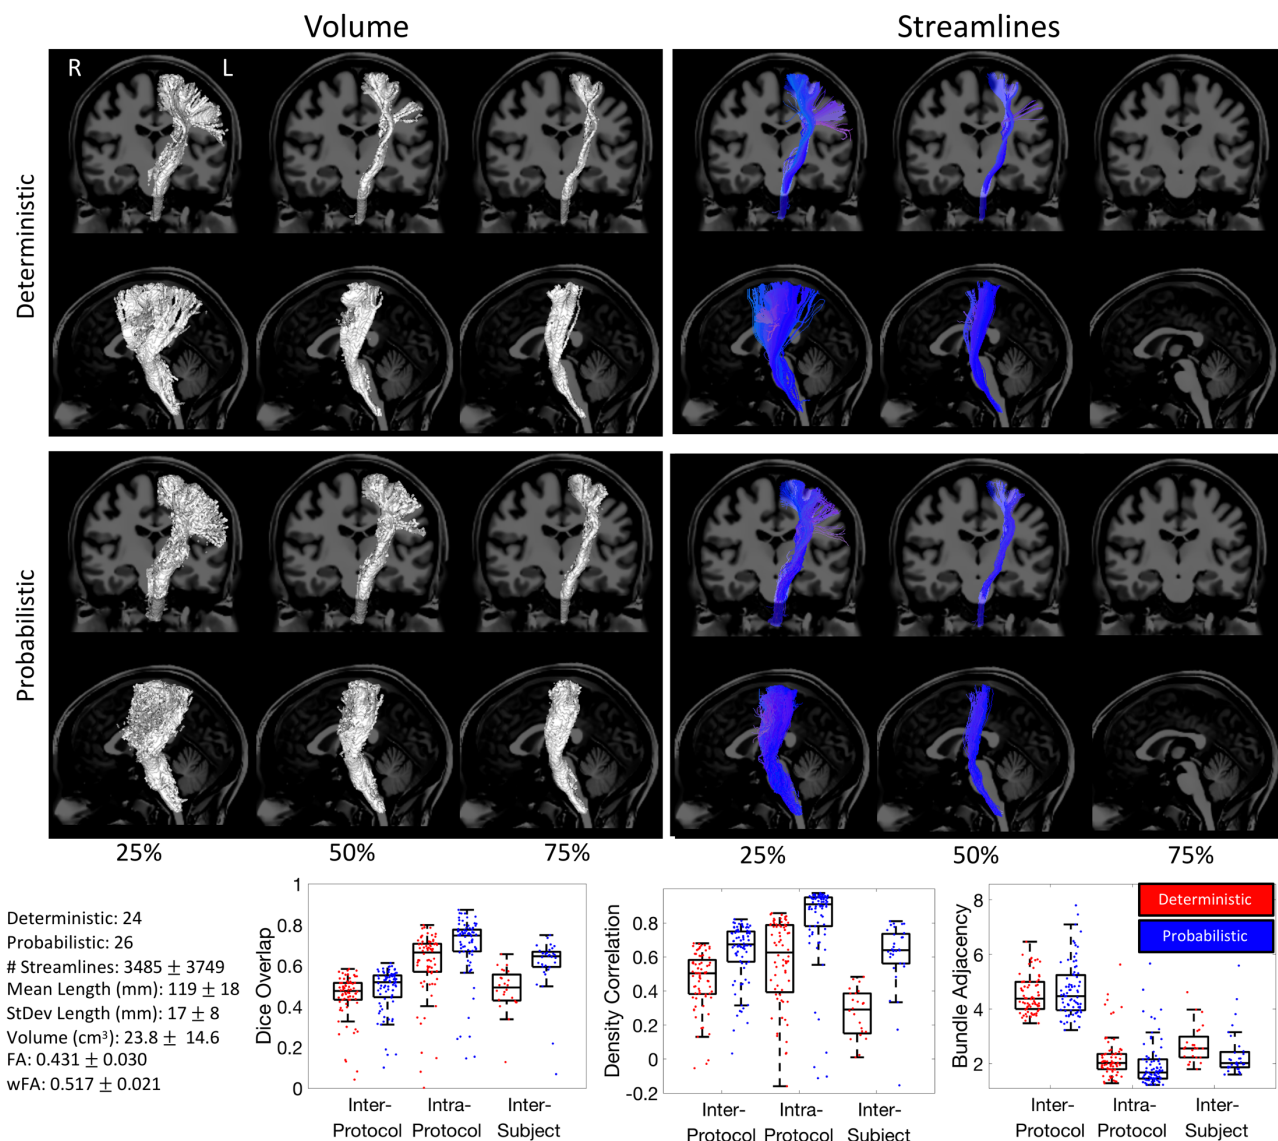 Volume
Streamlines
R
L
Deterministic
Probabilistic
25%
50%
75%
25%
50%
75%
Deterministic: 24
Probabilistic: 26
# Streamlines: 3485 ± 3749
Mean Length (mm): 119 ± 18
StDev Length (mm): 17 ± 8
Volume (cm³): 23.8 ± 14.6
FA: 0.431 ± 0.030
wFA: 0.517 ± 0.021
Dice Overlap
1
0.8
0.6
0.4
0.2
0
Inter-
Protocol
Intra-
Protocol
Inter-
Subject
Density Correlation
0.8
0.6
0.4
0.2
0
-0.2
Inter-
Protocol
Intra-
Protocol
Inter-
Subject
Bundle Adjacency
8
6
4
2
Deterministic
Probabilistic
Inter-
Protocol
Intra-
Protocol
Inter-
Subject